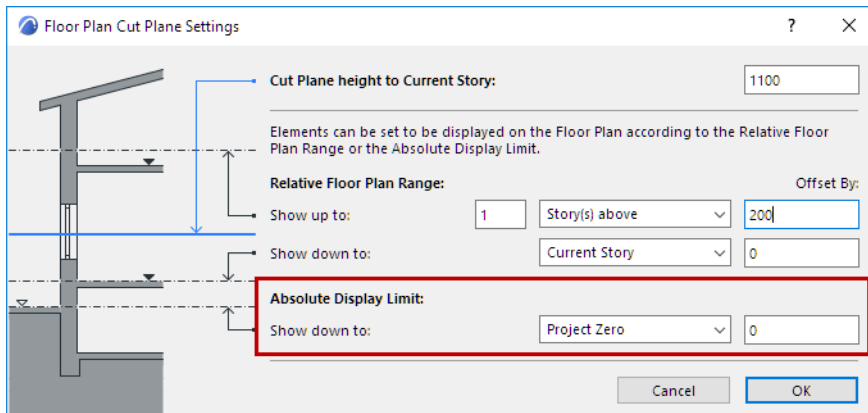 Floor Plan Cut Plane Settings ?
Cut Plane height to Current Story: 1100
Elements can be set to be displayed on the Floor Plan according to the Relative Floor
Plan Range or the Absolute Display Limit.
Relative Floor Plan Range: Offset By:
Show up to: 1 Story(s) above 200
Show down to: Current Story 0
Absolute Display Limit:
Show down to: Project Zero 0
Cancel OK